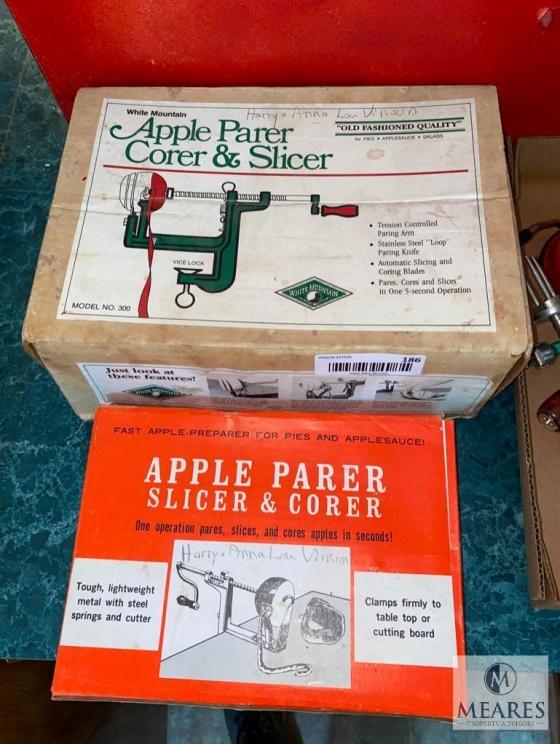 White Mountain
Harry & Anna Lou Vinson
Apple Parer
Corer & Slicer
"OLD FASHIONED QUALITY"
for PIES • APPLESAUCE • SALADS
• Tension Controlled
Paring Arm
• Stainless Steel "Loop"
Paring Knife
• Automatic Slicing and
Coring Blades
• Pares, Cores and Slices
in One 5-second Operation
VICE LOCK
WHITE MOUNTAIN
MODEL NO. 300
Just look at
these features!
VINSON ESTATE
186
FAST APPLE-PREPARER FOR PIES AND APPLESAUCE!
APPLE PARER
SLICER & CORER
One operation pares, slices, and cores apples in seconds!
Harry & Anna Lou Vinson
Tough, lightweight
metal with steel
springs and cutter
Clamps firmly to
table top or
cutting board
M
MEARES
PROPERTY ADVISORS